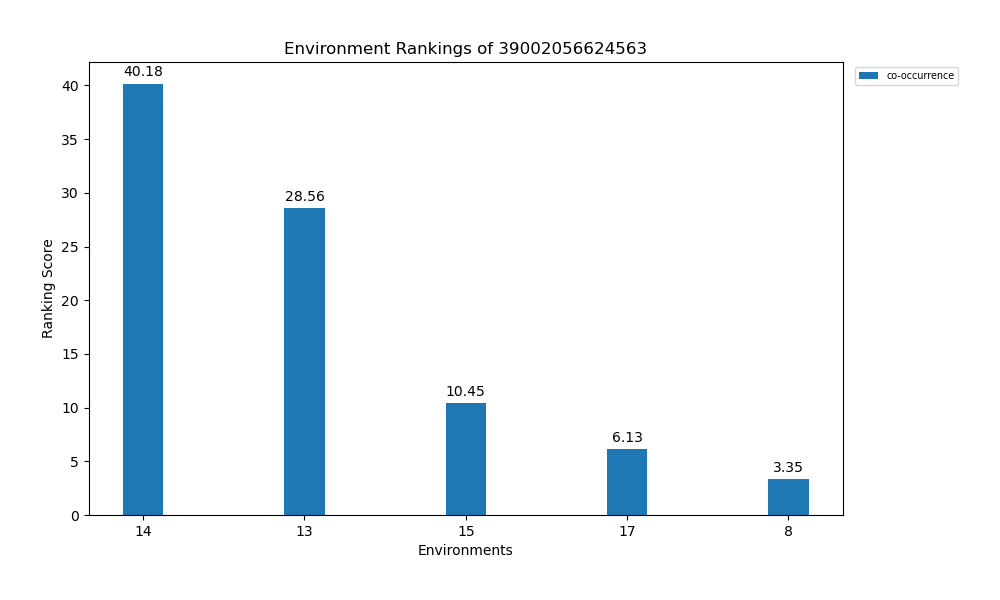 Environment Rankings of 39002056624563
co-occurrence
Ranking Score
40
35
30
25
20
15
10
5
0
40.18
28.56
10.45
6.13
3.35
14 13 15 17 8
Environments